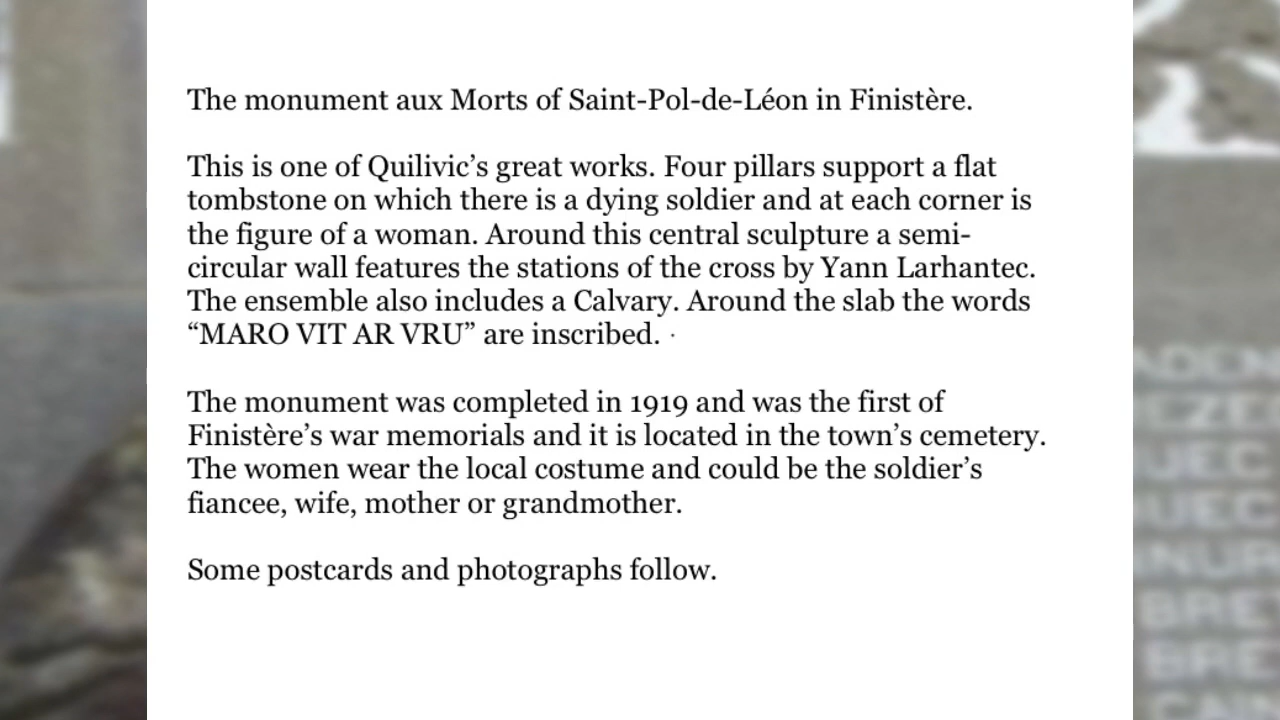 The monument aux Morts of Saint-Pol-de-Léon in Finistère.
This is one of Quilivic’s great works. Four pillars support a flat
tombstone on which there is a dying soldier and at each corner is
the figure of a woman. Around this central sculpture a semi-
circular wall features the stations of the cross by Yann Larhantec.
The ensemble also includes a Calvary. Around the slab the words
“MARO VIT AR VRU” are inscribed. ·
The monument was completed in 1919 and was the first of
Finistère’s war memorials and it is located in the town’s cemetery.
The women wear the local costume and could be the soldier’s
fiancee, wife, mother or grandmother.
Some postcards and photographs follow.